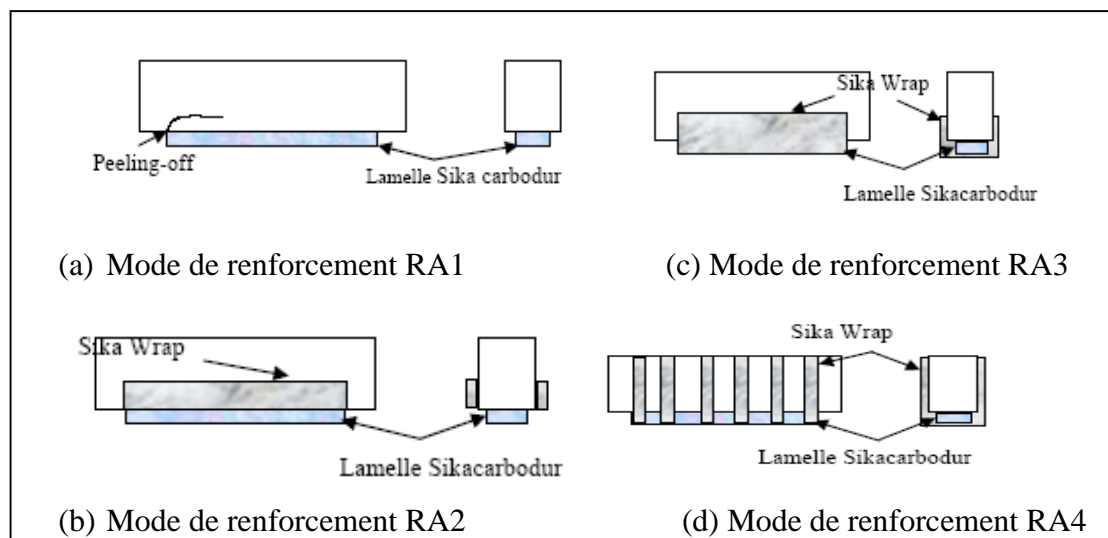 Peeling-off
Lamelle Sika carbodur
(a) Mode de renforcement RA1
Sika Wrap
Lamelle Sikacarbodur
(c) Mode de renforcement RA3
Sika Wrap
Lamelle Sikacarbodur
(b) Mode de renforcement RA2
Sika Wrap
Lamelle Sikacarbodur
(d) Mode de renforcement RA4